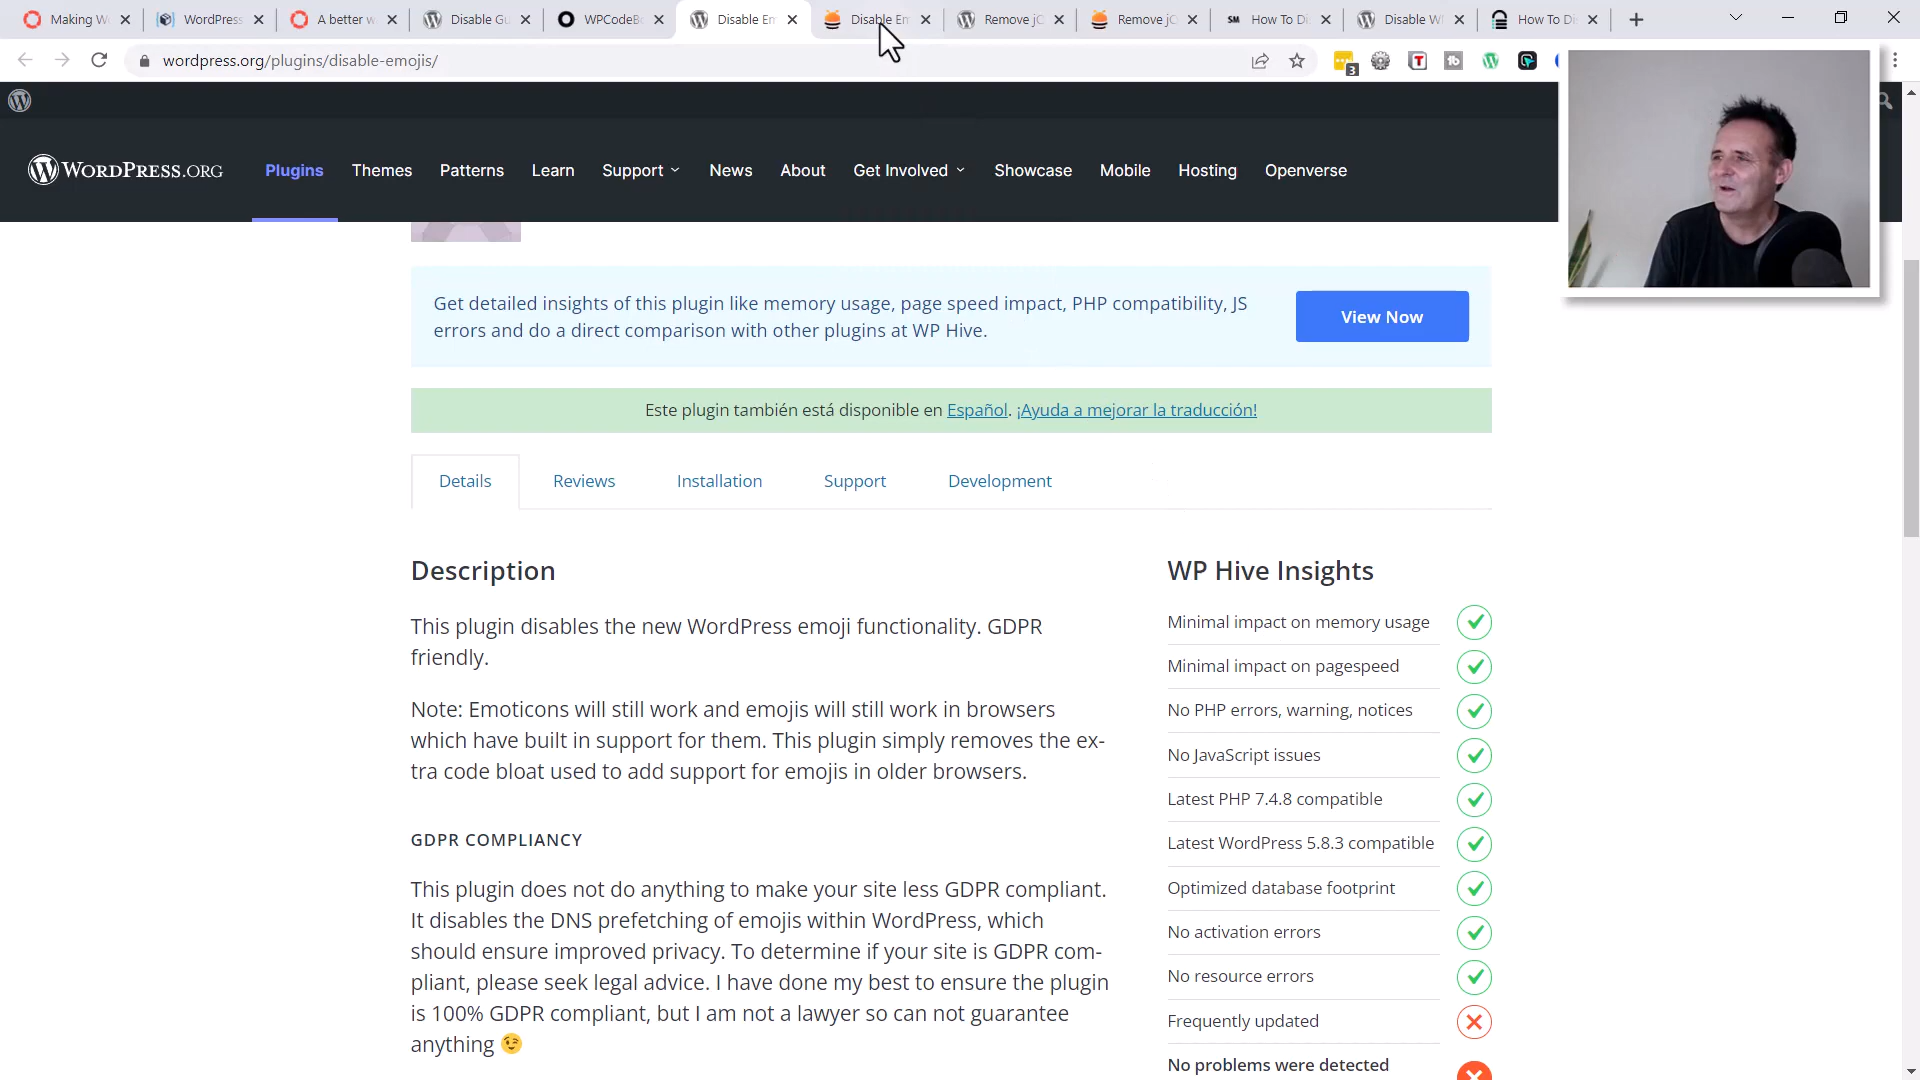 Making W
WordPress
A better w
Disable Gu
WPCodeBo
Disable Em
Disable Em
Remove jQ
Remove jQ
SM How To Di
Disable WP
How To Dis
wordpress.org/plugins/disable-emojis/
3
WORDPRESS.ORG
Plugins
Themes
Patterns
Learn
Support
News
About
Get Involved
Showcase
Mobile
Hosting
Openverse
Get detailed insights of this plugin like memory usage, page speed impact, PHP compatibility, JS
errors and do a direct comparison with other plugins at WP Hive.
View Now
Este plugin también está disponible en Español. ¡Ayuda a mejorar la traducción!
Details
Reviews
Installation
Support
Development
Description
This plugin disables the new WordPress emoji functionality. GDPR
friendly.
Note: Emoticons will still work and emojis will still work in browsers
which have built in support for them. This plugin simply removes the ex-
tra code bloat used to add support for emojis in older browsers.
GDPR COMPLIANCY
This plugin does not do anything to make your site less GDPR compliant.
It disables the DNS prefetching of emojis within WordPress, which
should ensure improved privacy. To determine if your site is GDPR com-
pliant, please seek legal advice. I have done my best to ensure the plugin
is 100% GDPR compliant, but I am not a lawyer so can not guarantee
anything 😉
WP Hive Insights
Minimal impact on memory usage
Minimal impact on pagespeed
No PHP errors, warning, notices
No JavaScript issues
Latest PHP 7.4.8 compatible
Latest WordPress 5.8.3 compatible
Optimized database footprint
No activation errors
No resource errors
Frequently updated
No problems were detected